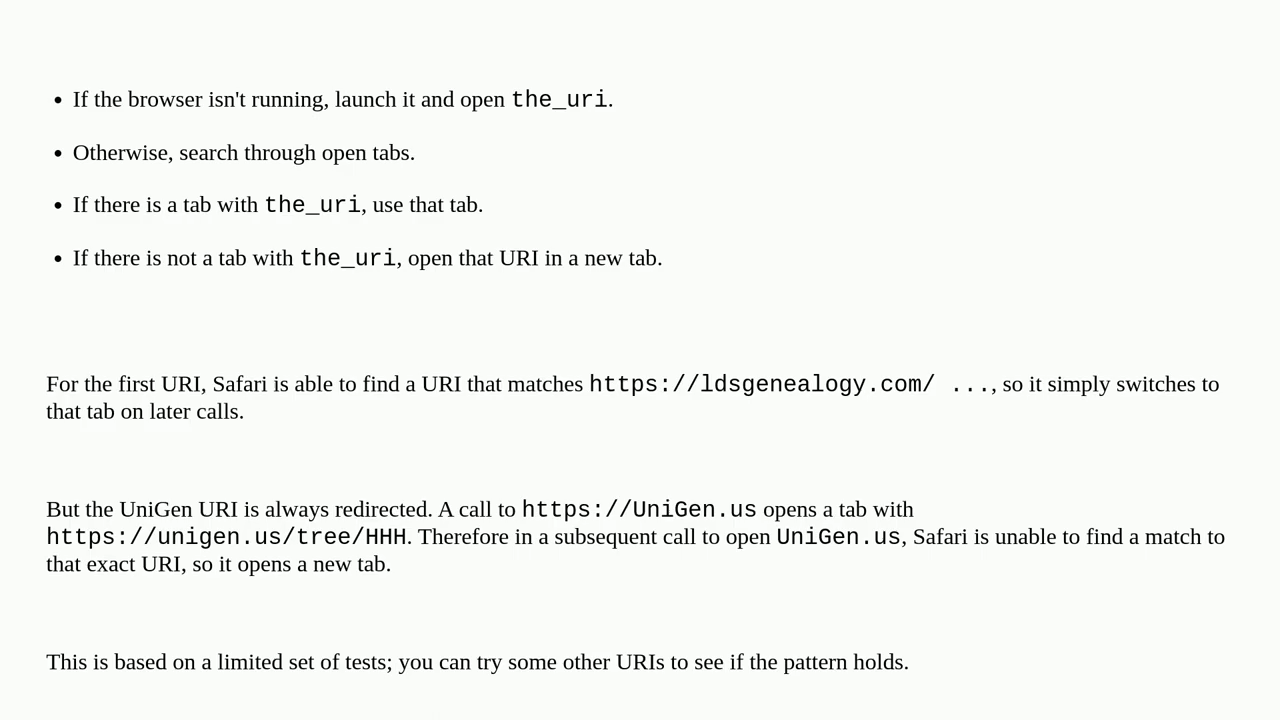 • If the browser isn't running, launch it and open the_uri.
• Otherwise, search through open tabs.
• If there is a tab with the_uri, use that tab.
• If there is not a tab with the_uri, open that URI in a new tab.
For the first URI, Safari is able to find a URI that matches https://ldsgenealogy.com/ ..., so it simply switches to
that tab on later calls.
But the UniGen URI is always redirected. A call to https://UniGen.us opens a tab with
https://unigen.us/tree/HHH. Therefore in a subsequent call to open UniGen.us, Safari is unable to find a match to
that exact URI, so it opens a new tab.
This is based on a limited set of tests; you can try some other URIs to see if the pattern holds.